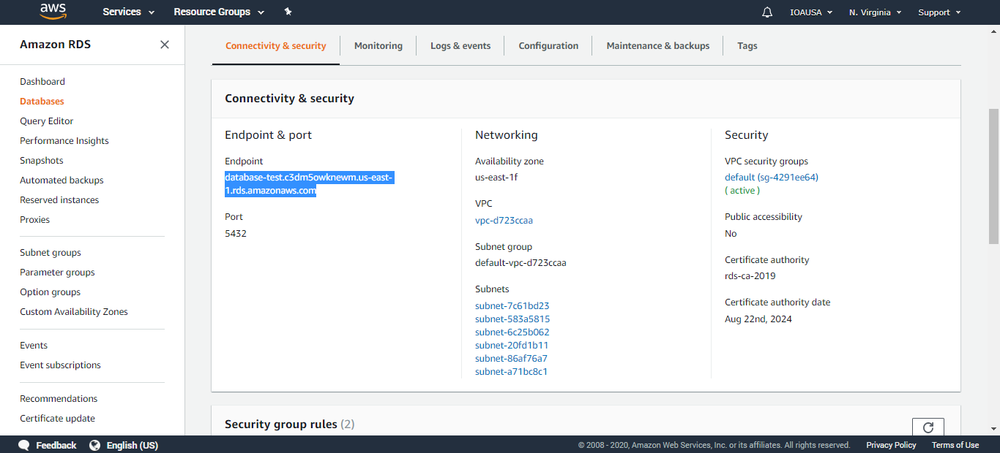 aws
Services
Resource Groups
IOAUSA
N. Virginia
Support
Amazon RDS
Dashboard
Databases
Query Editor
Performance Insights
Snapshots
Automated backups
Reserved instances
Proxies
Subnet groups
Parameter groups
Option groups
Custom Availability Zones
Events
Event subscriptions
Recommendations
Certificate update
Connectivity & security
Monitoring
Logs & events
Configuration
Maintenance & backups
Tags
Connectivity & security
Endpoint & port
Endpoint
database-test.c3dm5owknewm.us-east-
1.rds.amazonaws.com
Port
5432
Networking
Availability zone
us-east-1f
VPC
vpc-d723ccaa
Subnet group
default-vpc-d723ccaa
Subnets
subnet-7c61bd23
subnet-583a5815
subnet-6c25b062
subnet-20fd1b11
subnet-86af76a7
subnet-a71bc8c1
Security
VPC security groups
default (sg-4291ee64)
( active )
Public accessibility
No
Certificate authority
rds-ca-2019
Certificate authority date
Aug 22nd, 2024
Security group rules (2)
Feedback
English (US)
© 2008 - 2020, Amazon Web Services, Inc. or its affiliates. All rights reserved.
Privacy Policy
Terms of Use